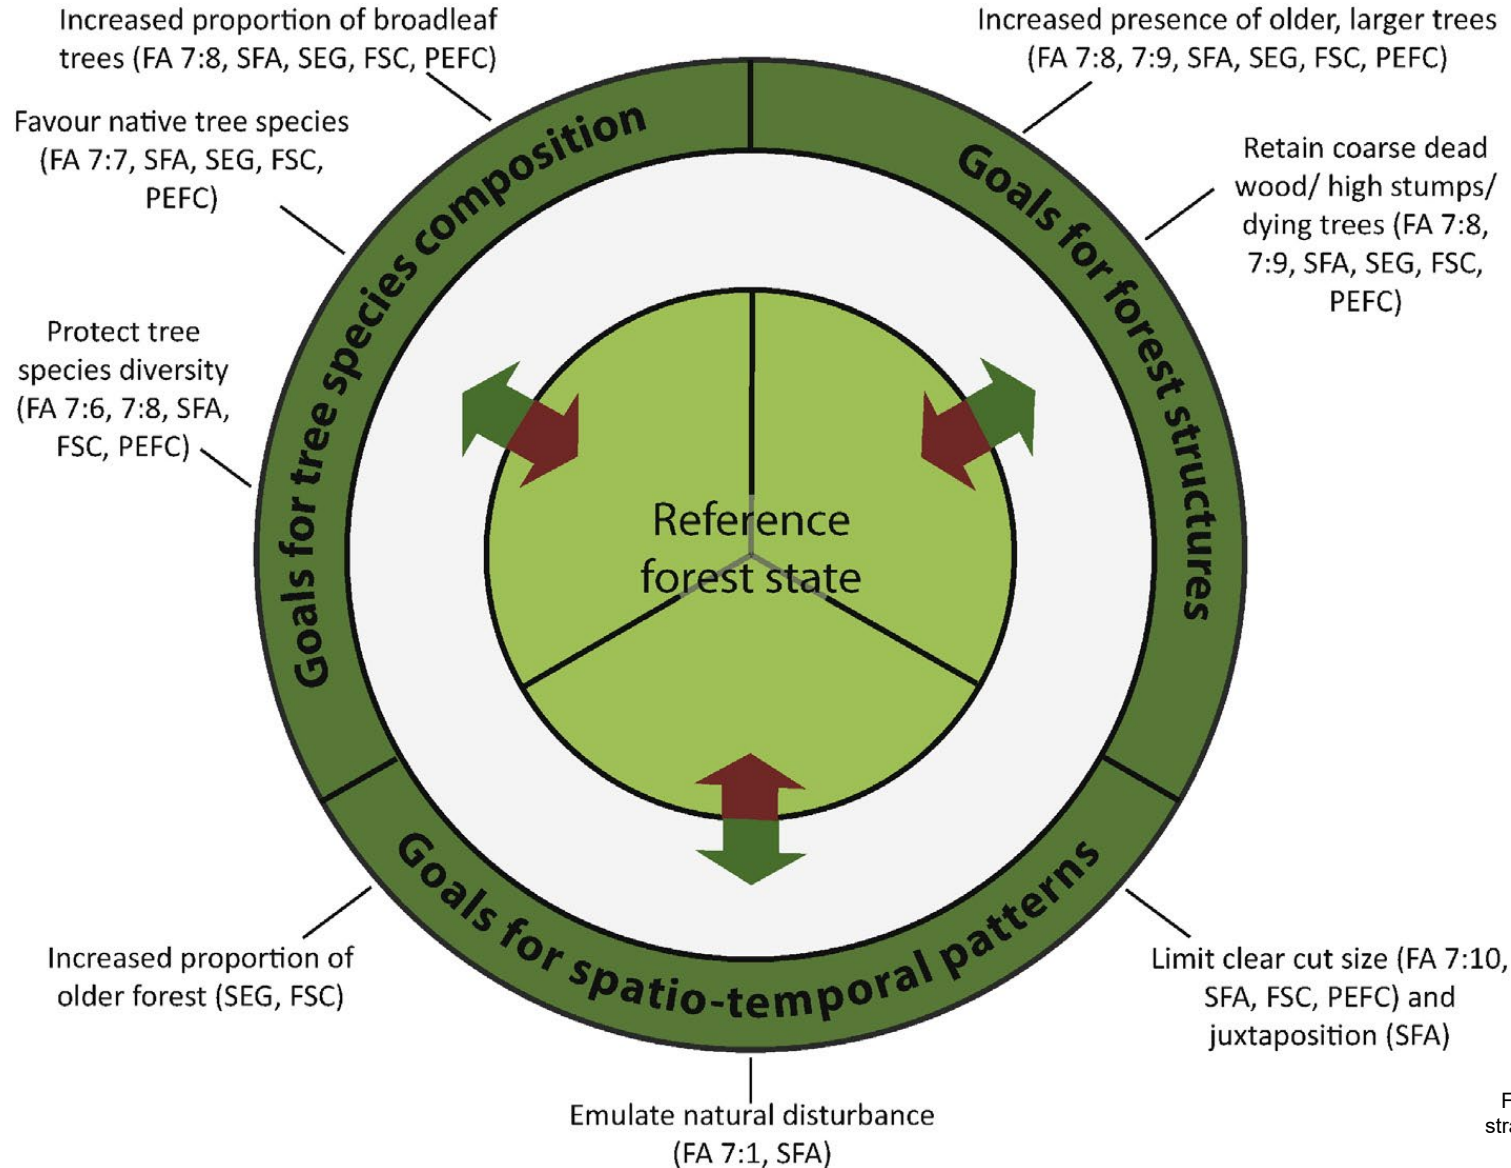 Increased proportion of broadleaf
trees (FA 7:8, SFA, SEG, FSC, PEFC)
Increased presence of older, larger trees
(FA 7:8, 7:9, SFA, SEG, FSC, PEFC)
Favour native tree species
(FA 7:7, SFA, SEG, FSC,
PEFC)
Retain coarse dead
wood/ high stumps/
dying trees (FA 7:8,
7:9, SFA, SEG, FSC,
PEFC)
Protect tree
species diversity
(FA 7:6, 7:8, SFA,
FSC, PEFC)
Goals for tree species composition
Goals for forest structures
Reference
forest state
Goals for spatio-temporal patterns
Increased proportion of
older forest (SEG, FSC)
Limit clear cut size (FA 7:10,
SFA, FSC, PEFC) and
juxtaposition (SFA)
Emulate natural disturbance
(FA 7:1, SFA)